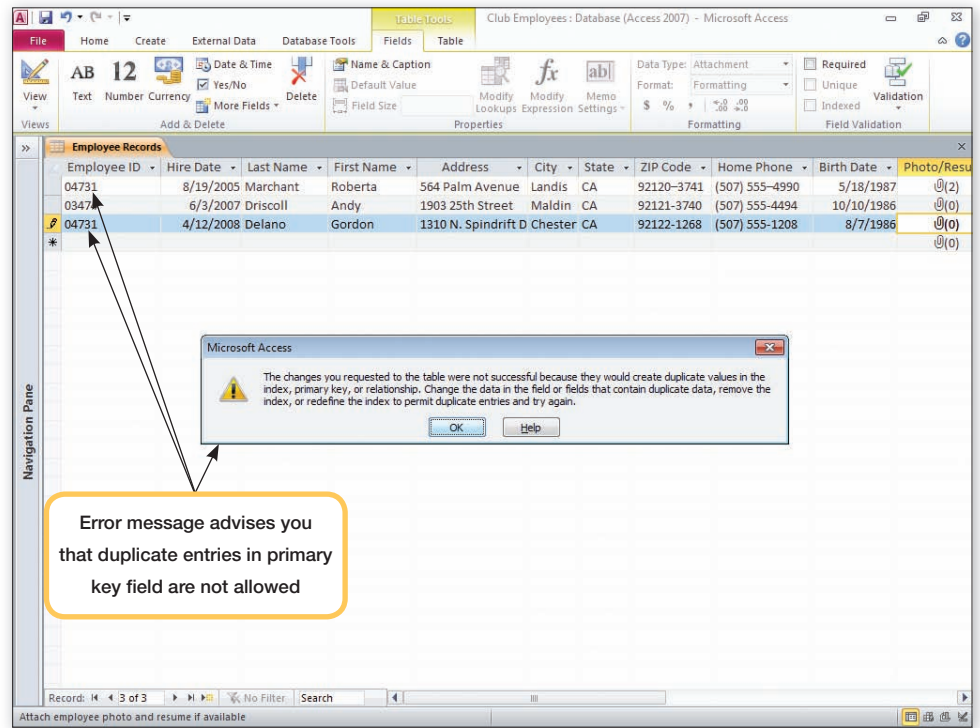 Table Tools
Club Employees : Database (Access 2007) - Microsoft Access
File Home Create External Data Database Tools Fields Table
View
AB Text
12 Number
Currency
Date & Time
Yes/No
More Fields
Delete
Name & Caption
Default Value
Field Size
Modify Lookups
fx Modify Expression
ab Memo Settings
Data Type: Attachment
Format: Formatting
$ % , .00 .00
Required
Unique
Indexed
Validation
Views Add & Delete Properties Formatting Field Validation
Employee Records
Employee ID Hire Date Last Name First Name Address City State ZIP Code Home Phone Birth Date Photo/Resu
04731 8/19/2005 Marchant Roberta 564 Palm Avenue Landis CA 92120–3741 (507) 555–4990 5/18/1987 (2)
0347 6/3/2007 Driscoll Andy 1903 25th Street Maldin CA 92121-3740 (507) 555-4494 10/10/1986 (0)
04731 4/12/2008 Delano Gordon 1310 N. Spindrift D Chester CA 92122-1268 (507) 555-1208 8/7/1986 (0)
(0)
Navigation Pane
Microsoft Access
The changes you requested to the table were not successful because they would create duplicate values in the
index, primary key, or relationship. Change the data in the field or fields that contain duplicate data, remove the
index, or redefine the index to permit duplicate entries and try again.
OK Help
Error message advises you
that duplicate entries in primary
key field are not allowed
Record: 3 of 3 No Filter Search
Attach employee photo and resume if available